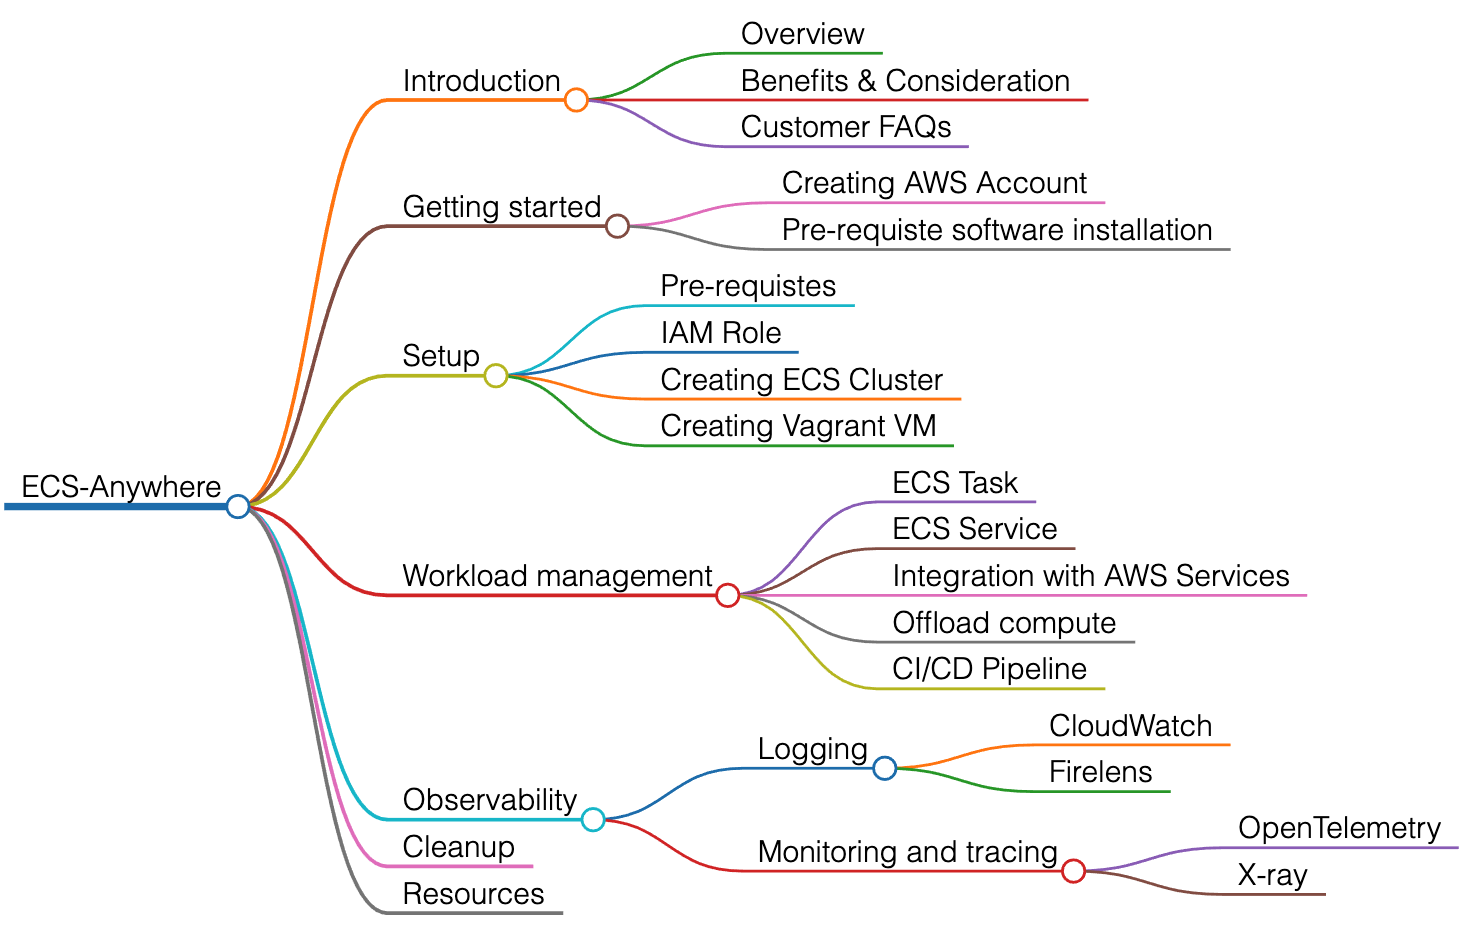 Overview
Introduction
Benefits & Consideration
Customer FAQs
Creating AWS Account
Getting started
Pre-requiste software installation
Pre-requistes
IAM Role
Setup
Creating ECS Cluster
Creating Vagrant VM
ECS-Anywhere
ECS Task
ECS Service
Workload management
Integration with AWS Services
Offload compute
CI/CD Pipeline
CloudWatch
Logging
Firelens
Observability
OpenTelemetry
Monitoring and tracing
X-ray
Cleanup
Resources